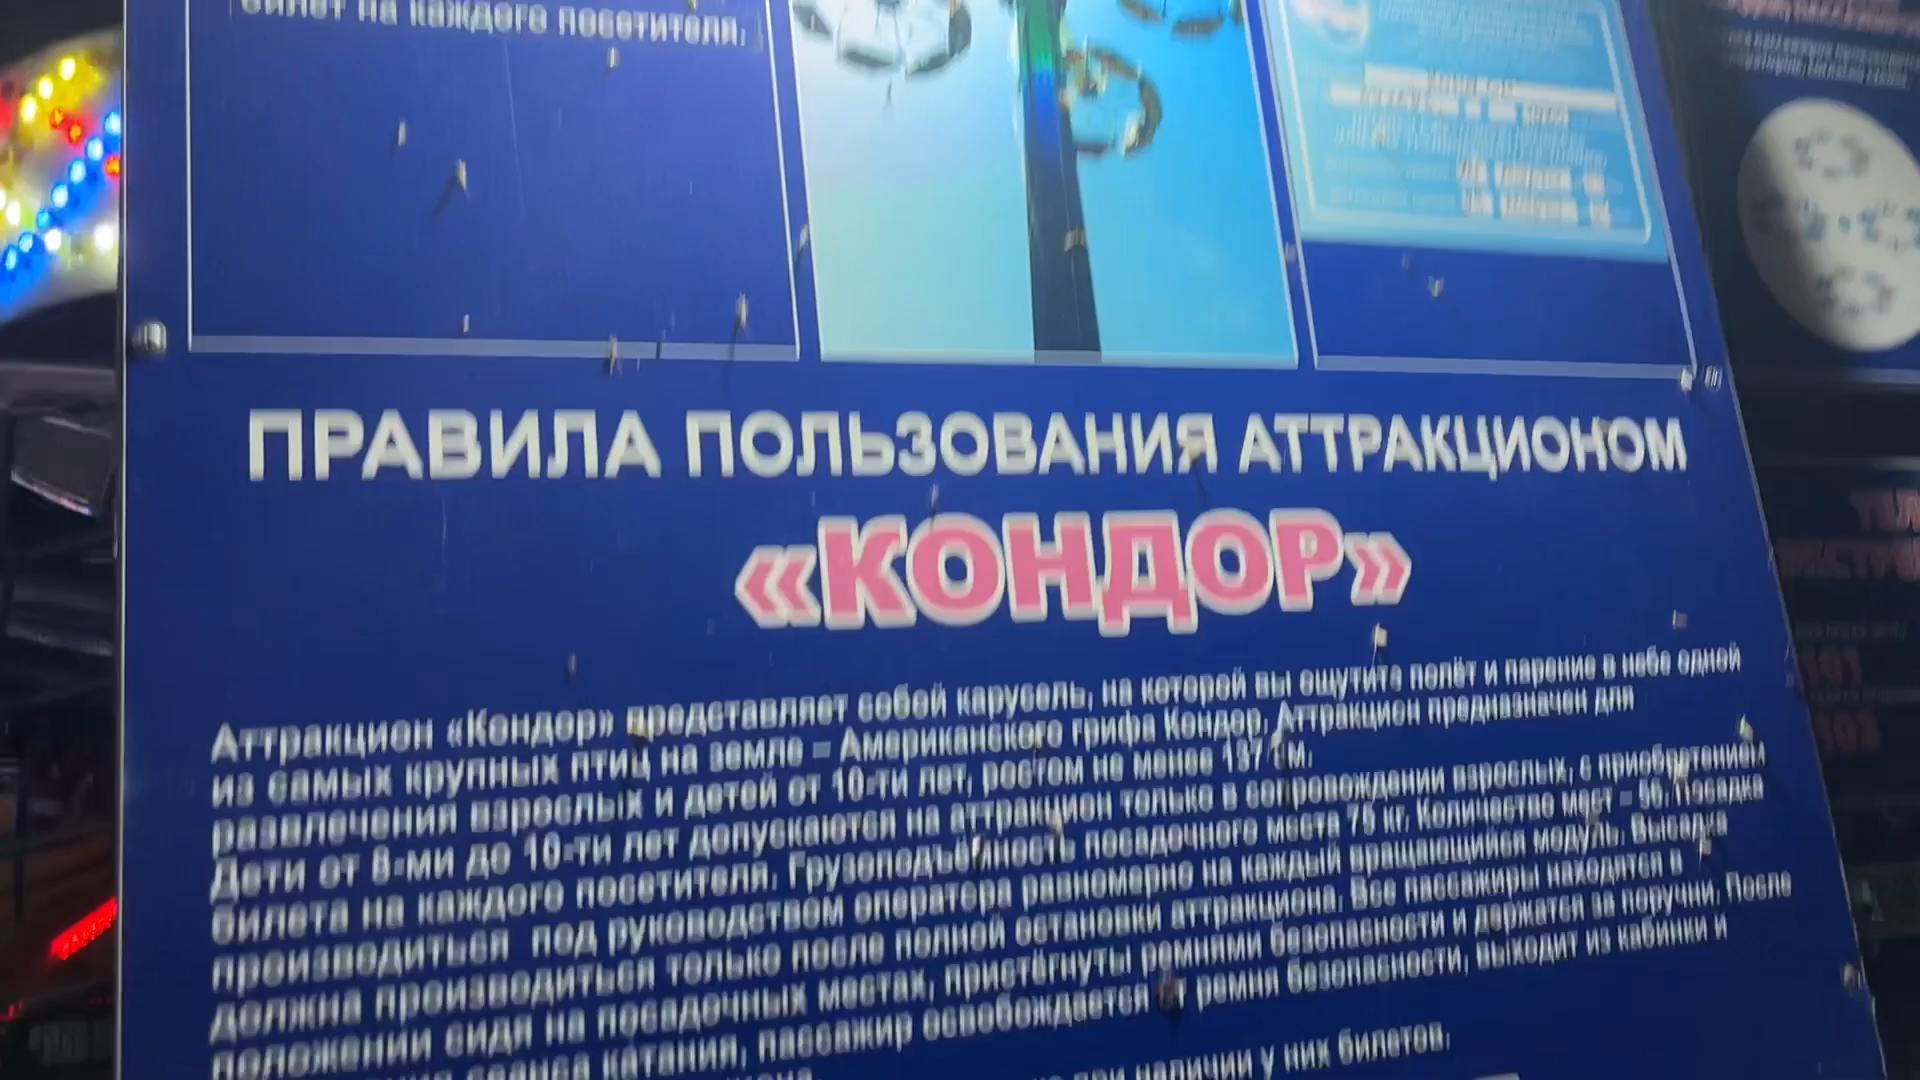 билет на каждого посетителя.
ПРАВИЛА ПОЛЬЗОВАНИЯ АТТРАКЦИОНОМ
«КОНДОР»
Аттракцион «Кондор» представляет собой карусель, на которой вы ощутите полёт и парение в небе одной
из самых крупных птиц на земле – Американского грифа Кондор. Аттракцион предназначен для
развлечения взрослых и детей от 10-ти лет, ростом не менее 137 см.
Дети от 8-ми до 10-ти лет допускаются на аттракцион только в сопровождении взрослых, с приобретением
билета на каждого посетителя. Грузоподъёмность посадочного места 75 кг. Количество мест – 56. Посадка
производиться под руководством оператора равномерно на каждый вращающийся модуль. Высадка
должна производиться только после полной остановки аттракциона. Все пассажиры находятся в
положении сидя на посадочных местах, пристёгнуты ремнями безопасности и держатся за поручни. После
сеанса катания, пассажир освобождается от ремня безопасности, выходит из кабинки и
при наличии у них билетов.